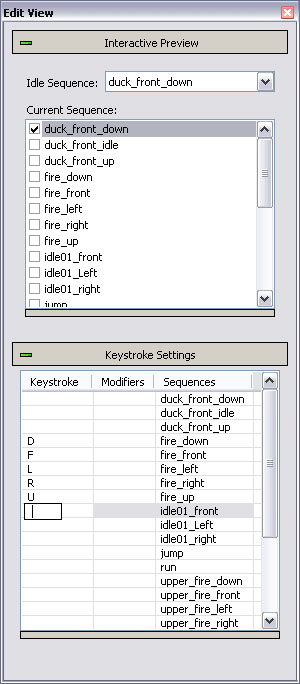 Edit View
Interactive Preview
Idle Sequence: duck_front_down
Current Sequence:
duck_front_down
duck_front_idle
duck_front_up
fire_down
fire_front
fire_left
fire_right
fire_up
idle01_front
idle01_Left
idle01_right
jump
Keystroke Settings
Keystroke Modifiers Sequences
duck_front_down
duck_front_idle
duck_front_up
D fire_down
F fire_front
L fire_left
R fire_right
U fire_up
idle01_front
idle01_Left
idle01_right
jump
run
upper_fire_down
upper_fire_front
upper_fire_left
upper_fire_right